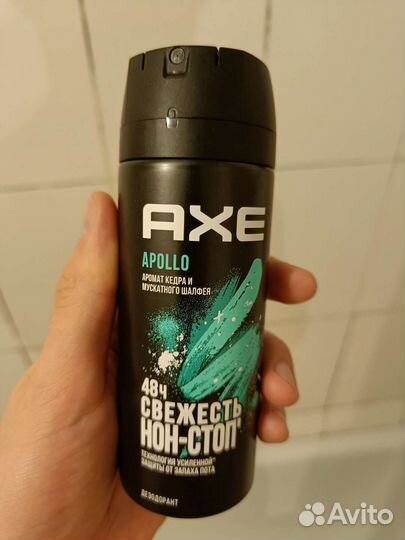 AXE
APOLLO
АРОМАТ КЕДРА И
МУСКАТНОГО ШАЛФЕЯ
48Ч
СВЕЖЕСТЬ
НОН-СТОП
ТЕХНОЛОГИЯ УСИЛЕННОЙ
ЗАЩИТЫ ОТ ЗАПАХА ПОТА
ДЕЗОДОРАНТ
Avito